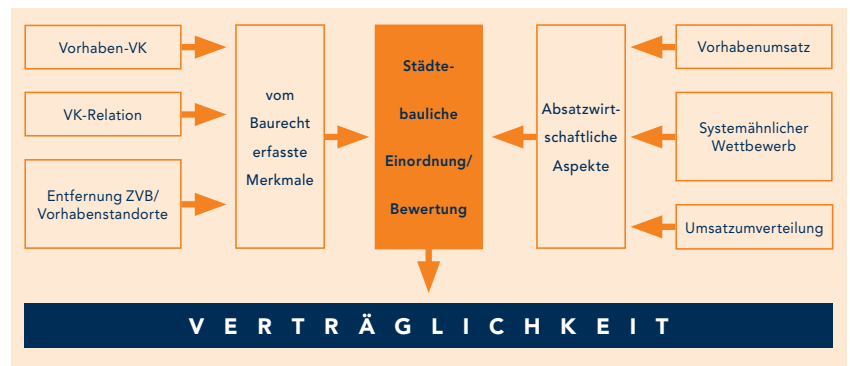 Vorhaben-VK
VK-Relation
Entfernung ZVB/
Vorhabenstandorte
vom
Baurecht
erfasste
Merkmale
Städte-
bauliche
Einordnung/
Bewertung
Absatzwirt-
schaftliche
Aspekte
Vorhabenumsatz
Systemähnlicher
Wettbewerb
Umsatzumverteilung
VERTRÄGLICHKEIT